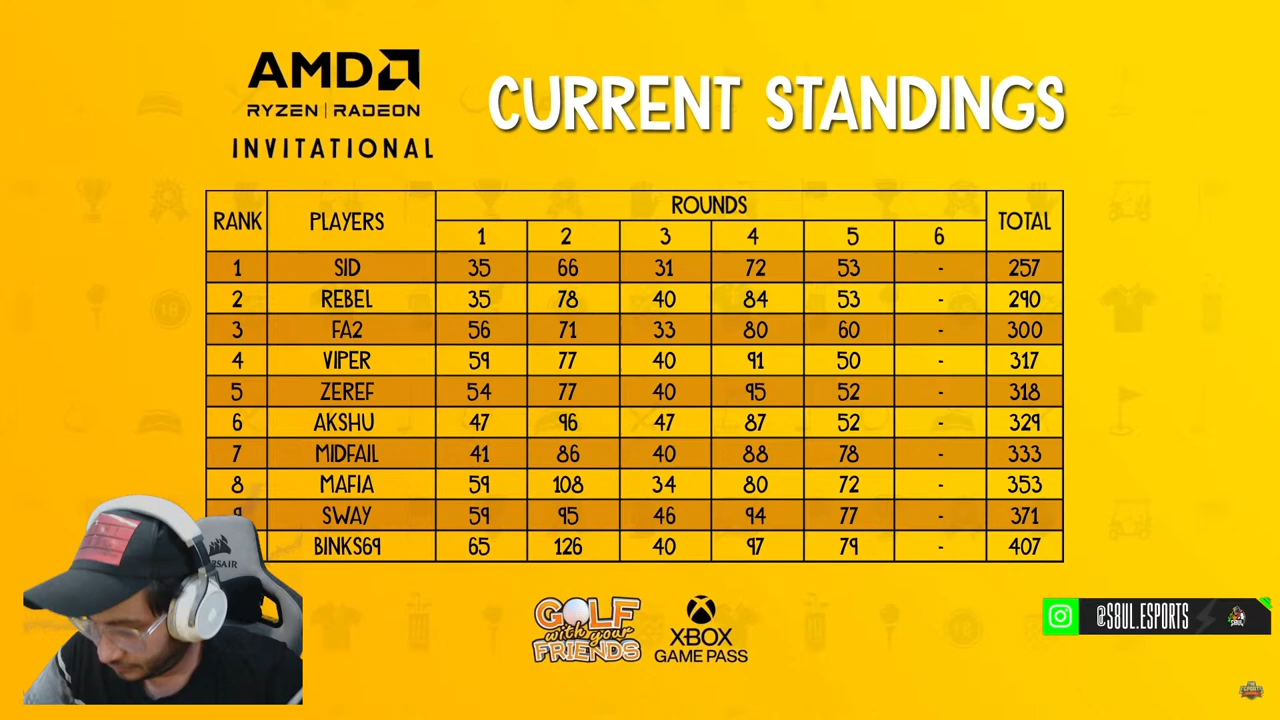 AMD
RYZEN | RADEON
INVITATIONAL
CURRENT STANDINGS
RANK PLAYERS ROUNDS TOTAL
1 2 3 4 5 6
1 SID 35 66 31 72 53 - 257
2 REBEL 35 78 40 84 53 - 290
3 FA2 56 71 33 80 60 - 300
4 VIPER 59 77 40 91 50 - 317
5 ZEREF 54 77 40 95 52 - 318
6 AKSHU 47 96 47 87 52 - 329
7 MIDFAIL 41 86 40 88 78 - 333
8 MAFIA 59 108 34 80 72 - 353
SWAY 59 95 46 94 77 - 371
BINKS69 65 126 40 97 79 - 407
GOLF
with your
FRIENDS
XBOX
GAME PASS
@S8UL.ESPORTS